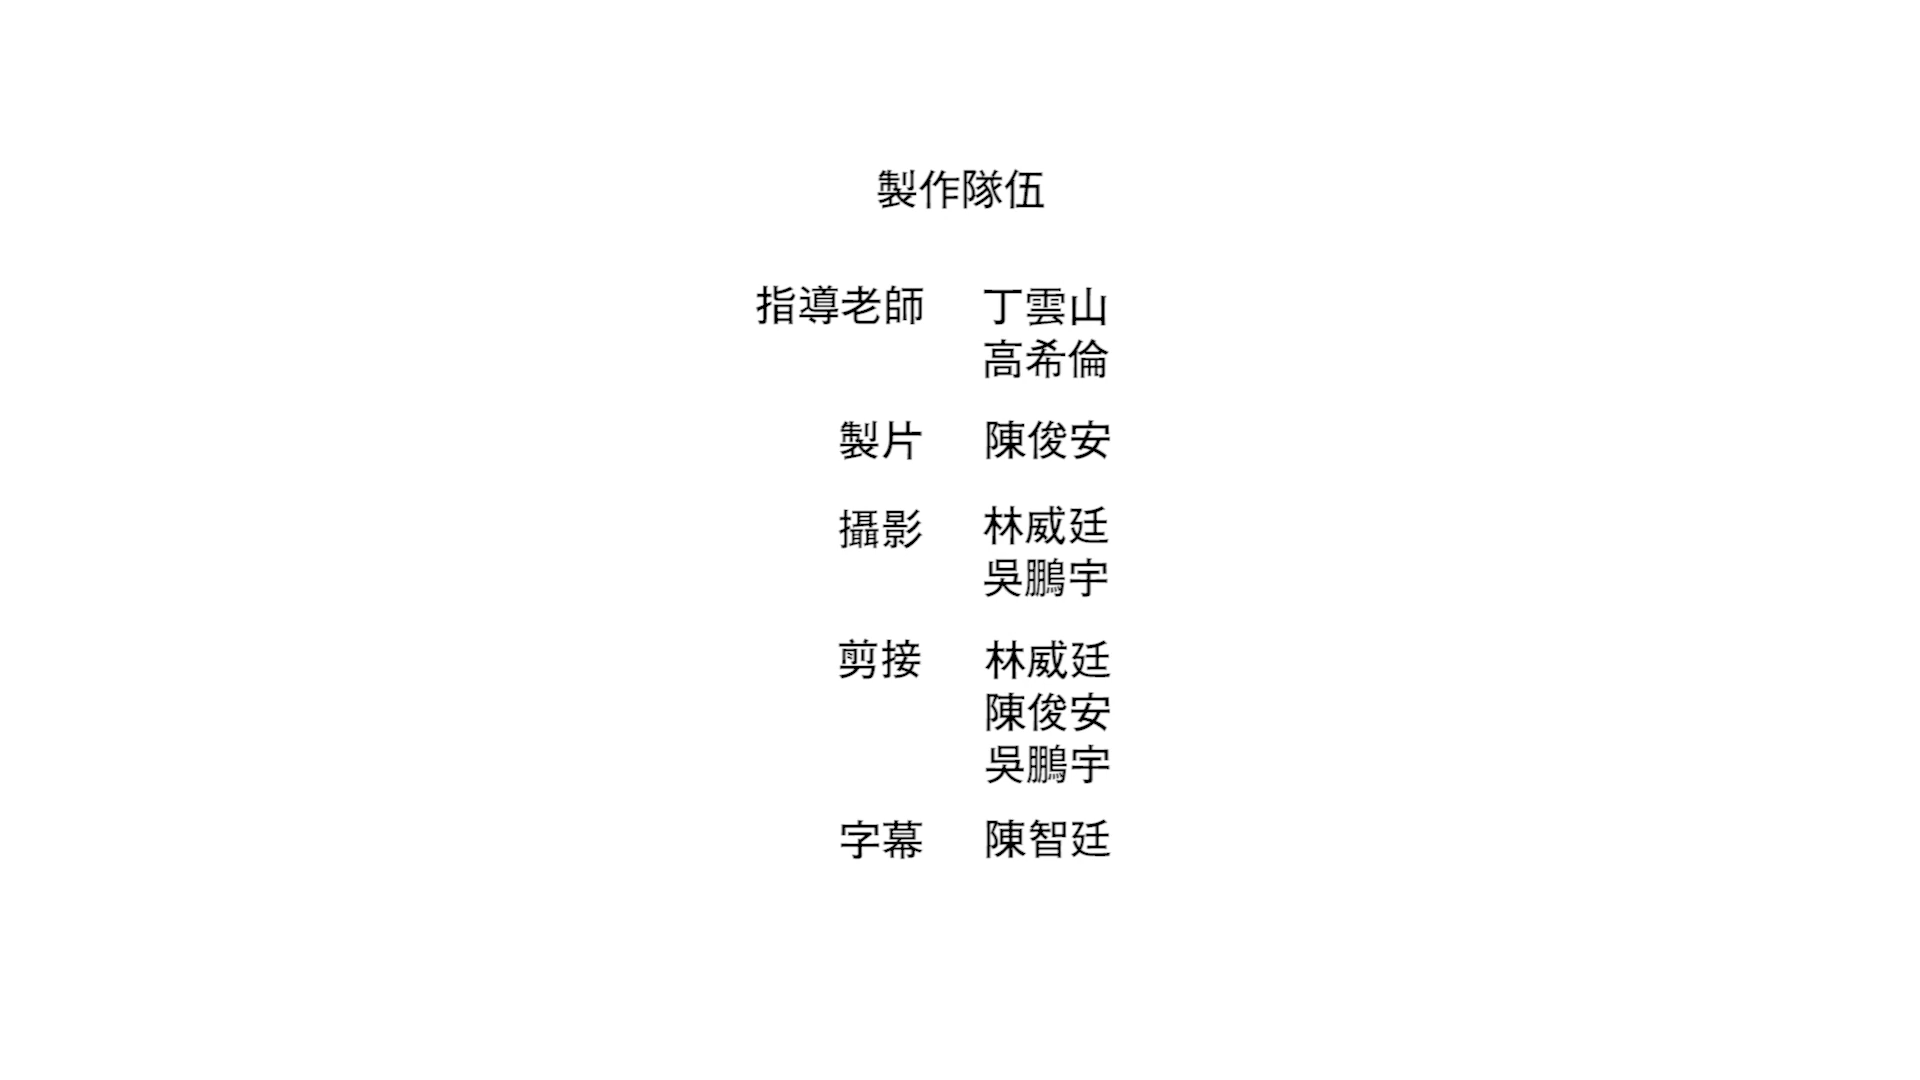 製作隊伍
指導老師 丁雲山
高希倫
製片 陳俊安
攝影 林威廷
吳鵬宇
剪接 林威廷
陳俊安
吳鵬宇
字幕 陳智廷